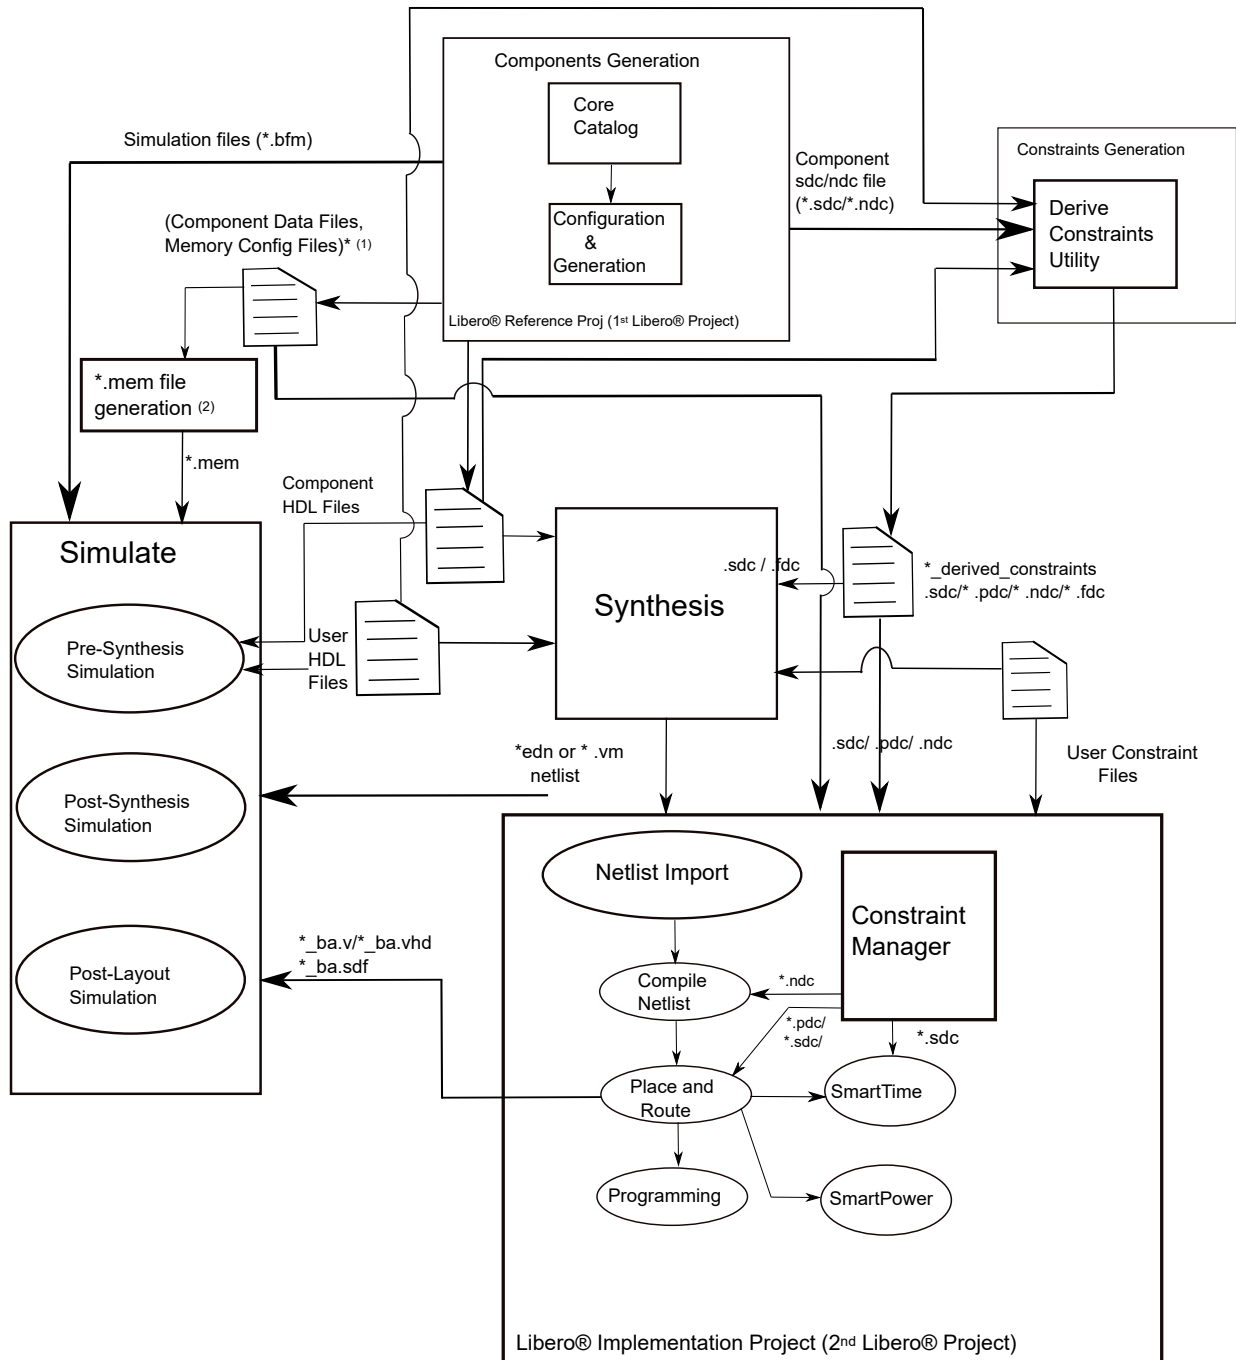 Components Generation
Core
Catalog
Configuration
&
Generation
Libero® Reference Proj (1st Libero® Project)
Simulation files (*.bfm)
Component
sdc/ndc file
(*.sdc/*.ndc)
Constraints Generation
Derive
Constraints
Utility
(Component Data Files,
Memory Config Files)* (1)
*.mem file
generation (2)
*.mem
Component
HDL Files
Simulate
Pre-Synthesis
Simulation
User
HDL
Files
Synthesis
.sdc / .fdc
*_derived_constraints
.sdc/* .pdc/* .ndc/* .fdc
*edn or * .vm
netlist
.sdc/ .pdc/ .ndc
User Constraint
Files
Post-Synthesis
Simulation
Post-Layout
Simulation
*_ba.v/*_ba.vhd
*_ba.sdf
Netlist Import
Constraint
Manager
Compile
Netlist
*.ndc
*.pdc/
*.sdc/
*.sdc
Place and
Route
SmartTime
Programming
SmartPower
Libero® Implementation Project (2nd Libero® Project)